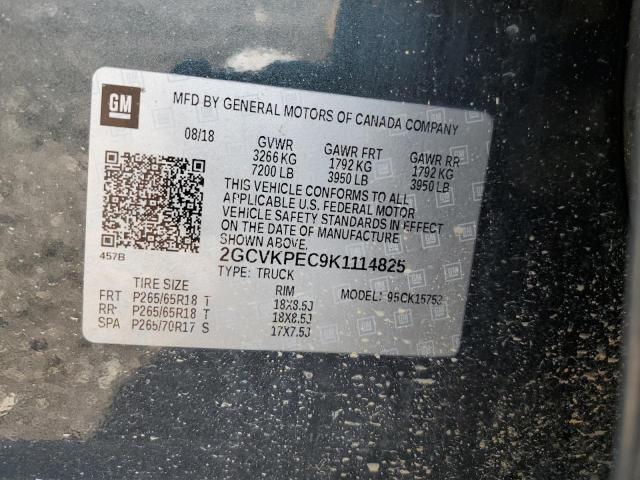 GM
MFD BY GENERAL MOTORS OF CANADA COMPANY
08/18 GVWR GAWR FRT GAWR RR
3266 KG 1792 KG 1792 KG
7200 LB 3950 LB 3950 LB
THIS VEHICLE CONFORMS TO ALL
APPLICABLE U.S. FEDERAL MOTOR
VEHICLE SAFETY STANDARDS IN EFFECT
ON THE DATE OF MANUFACTURE
SHOWN ABOVE.
457B 2GCVKPEC9K1114825
TYPE: TRUCK
TIRE SIZE RIM MODEL: 95CK15753
FRT P265/65R18 T 18X8.5J
RR P265/65R18 T 18X8.5J
SPA P265/70R17 S 17X7.5J